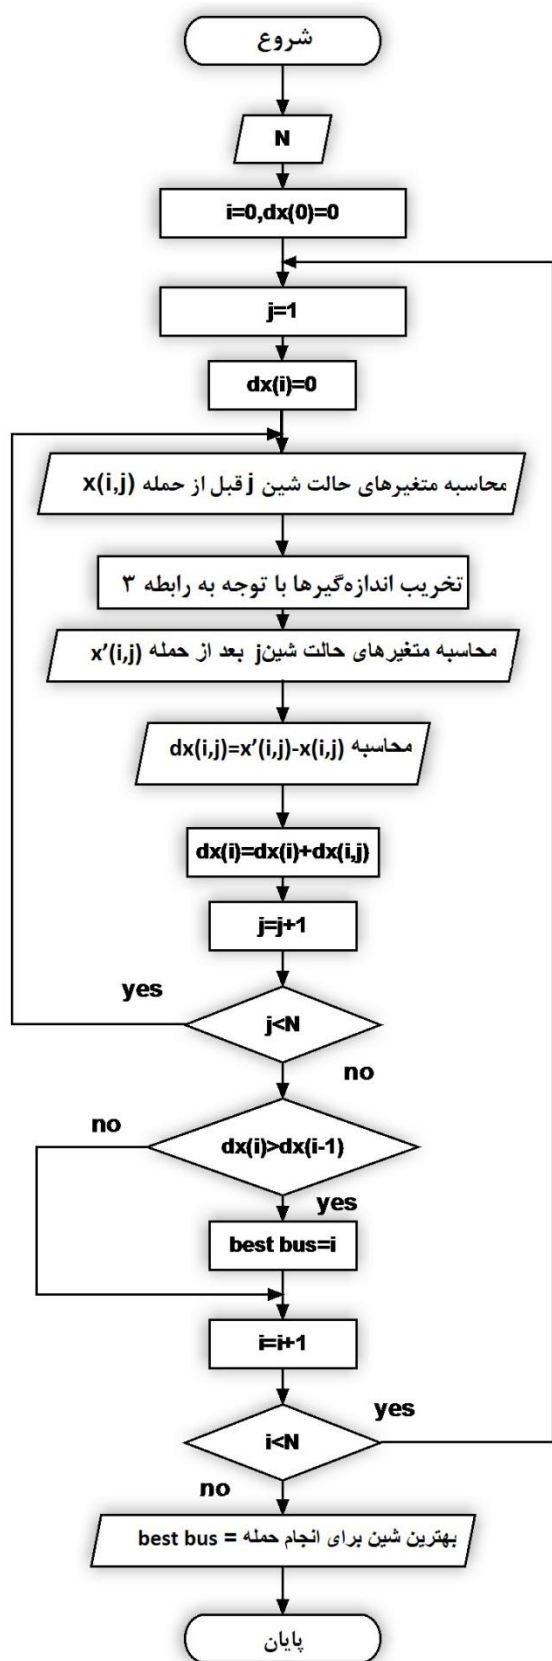 شروع
N
i=0,dx(0)=0
j=1
dx(i)=0
محاسبه متغیرهای حالت شین j قبل از حمله x(i,j)
تخریب اندازه‌گیرها با توجه به رابطه ۳
محاسبه متغیرهای حالت شین j بعد از حمله x'(i,j)
محاسبه dx(i,j)=x'(i,j)-x(i,j)
dx(i)=dx(i)+dx(i,j)
j=j+1
yes
j<N
no
no
dx(i)>dx(i-1)
yes
best bus=i
i=i+1
yes
i<N
no
بهترین شین برای انجام حمله = best bus
پایان